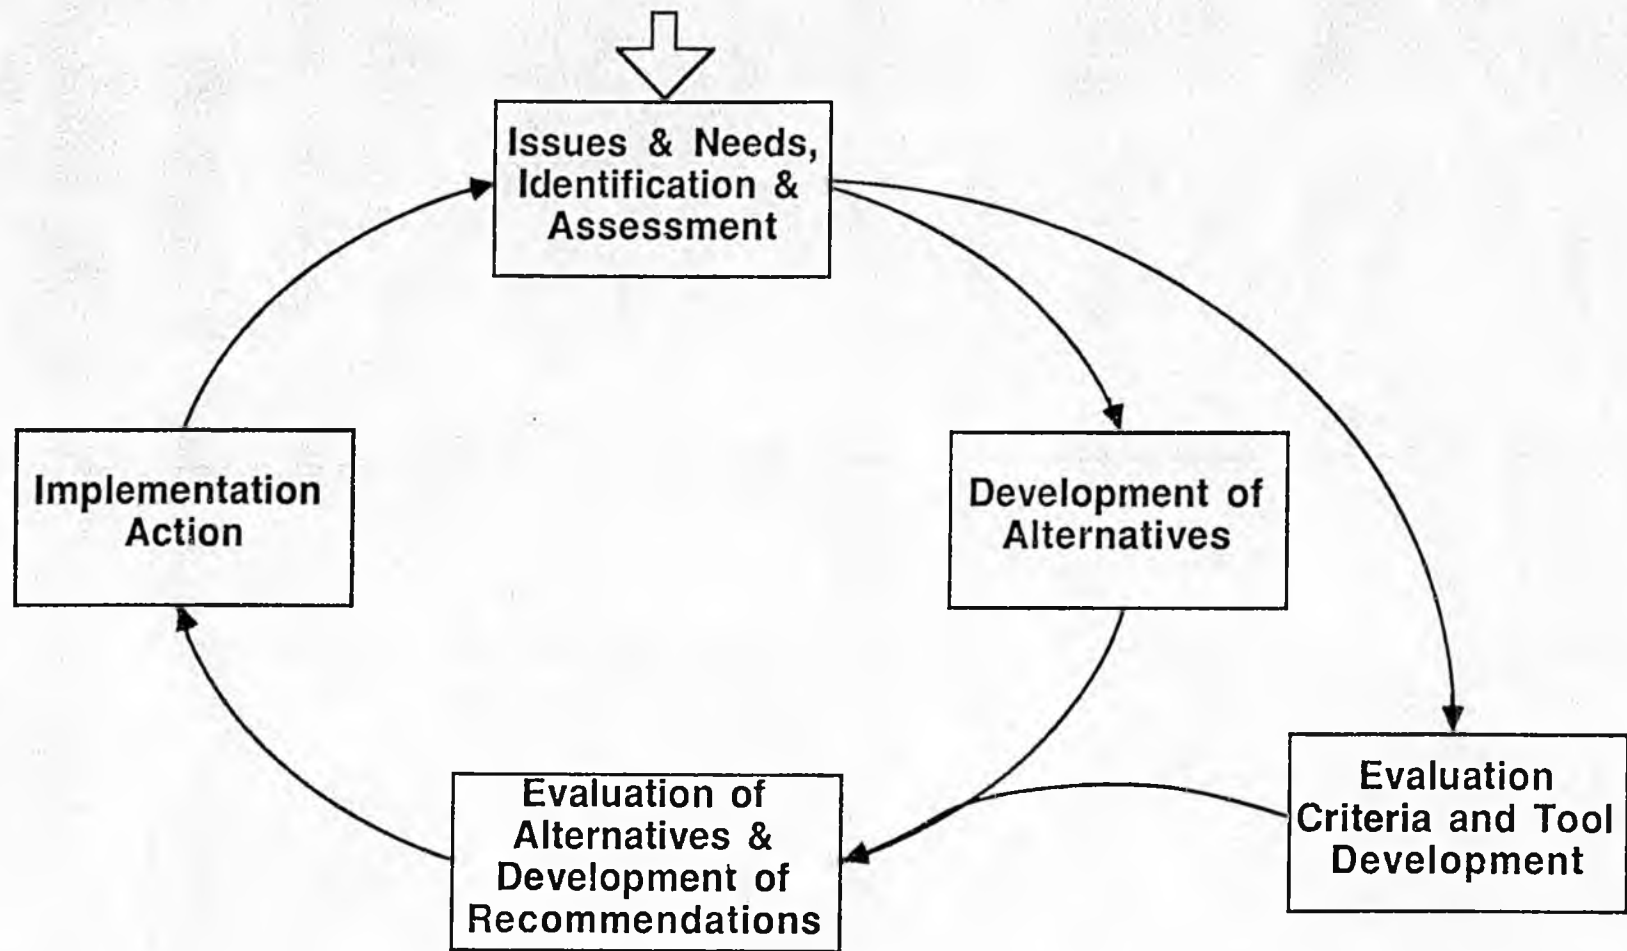 Issues & Needs,
Identification &
Assessment
Implementation
Action
Development of
Alternatives
Evaluation of
Alternatives &
Development of
Recommendations
Evaluation
Criteria and Tool
Development